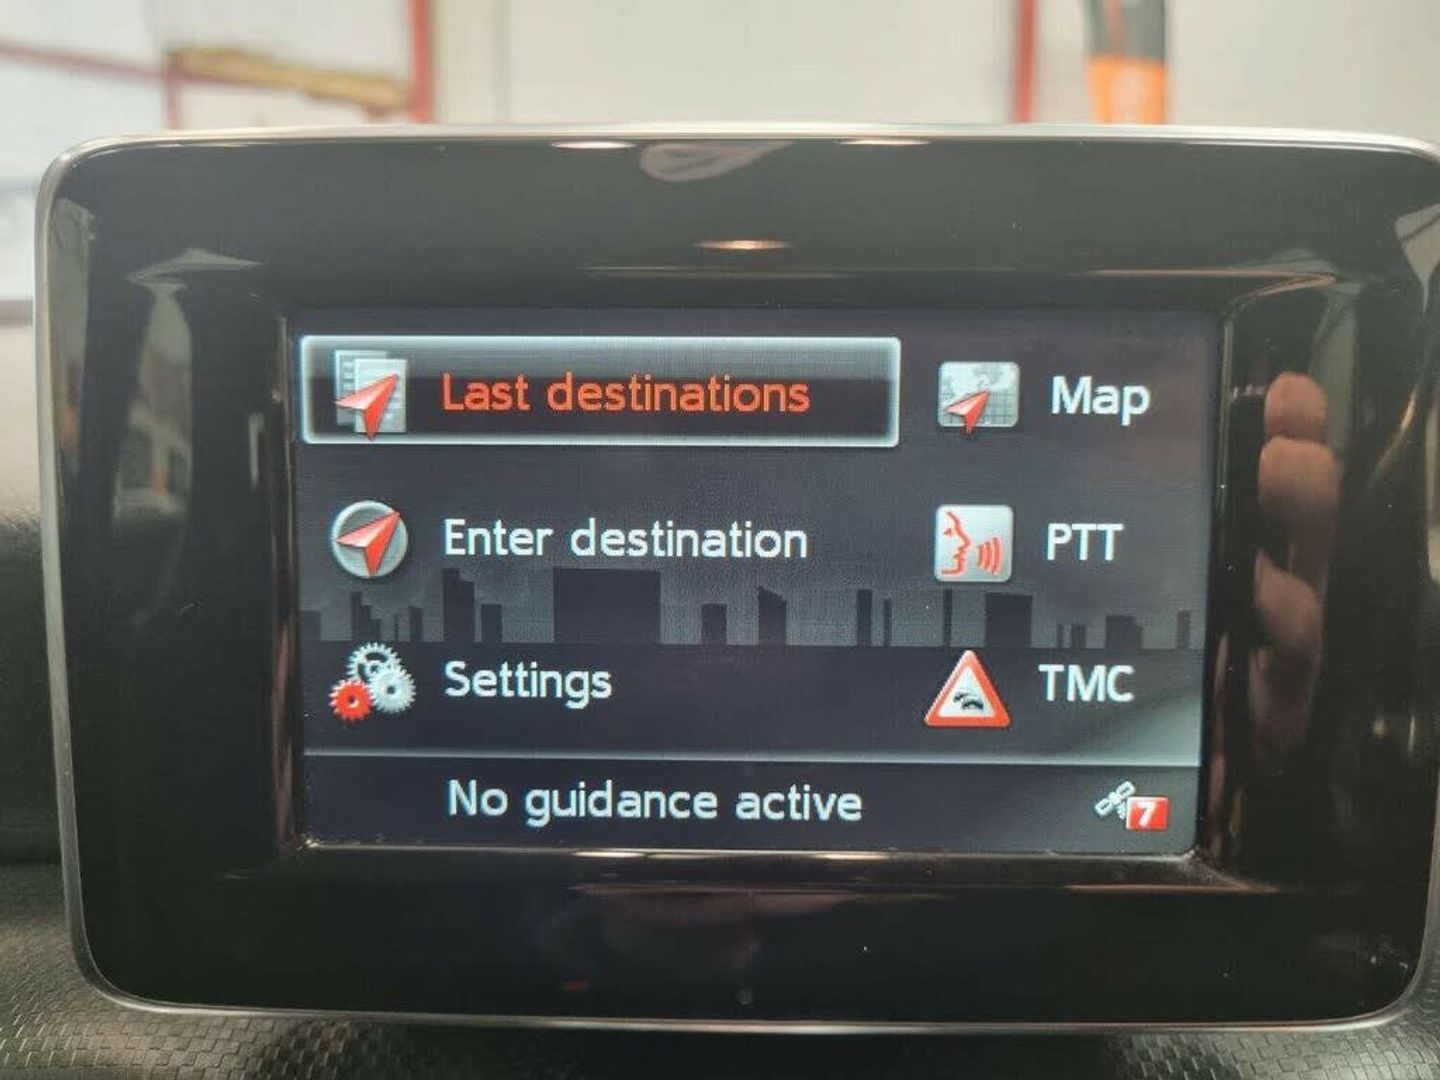 Last destinations
Map
Enter destination
PTT
Settings
TMC
No guidance active
7